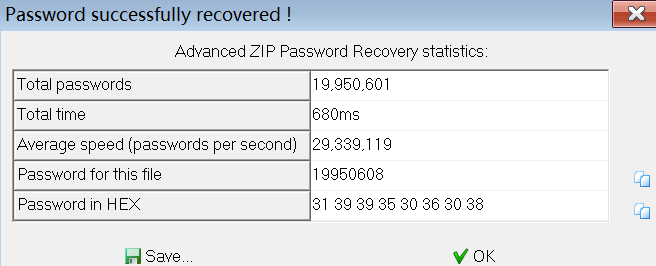 Password successfully recovered !
Advanced ZIP Password Recovery statistics:
Total passwords 19,950,601
Total time 680ms
Average speed (passwords per second) 29,339,119
Password for this file 19950608
Password in HEX 31 39 39 35 30 36 30 38
Save... OK